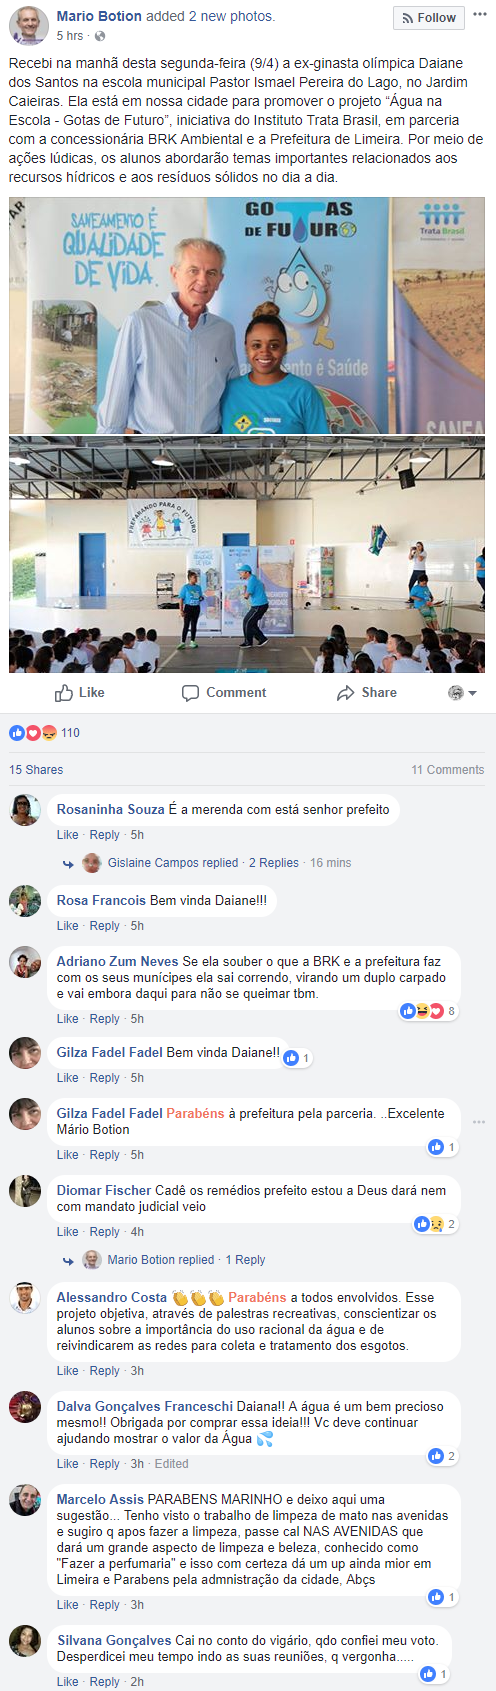 Mario Botion added 2 new photos.
Follow
5 hrs ·
Recebi na manhã desta segunda-feira (9/4) a ex-ginasta olímpica Daiane
dos Santos na escola municipal Pastor Ismael Pereira do Lago, no Jardim
Caieiras. Ela está em nossa cidade para promover o projeto “Água na
Escola - Gotas de Futuro”, iniciativa do Instituto Trata Brasil, em parceria
com a concessionária BRK Ambiental e a Prefeitura de Limeira. Por meio de
ações lúdicas, os alunos abordarão temas importantes relacionados aos
recursos hídricos e aos resíduos sólidos no dia a dia.
SANEAMENTO É
QUALIDADE
DE VIDA.
GOTAS
DE FUTURO
Trata Brasil
é Saúde
SANEA
PREPARANDO PARA O FUTURO
Like
Comment
Share
110
15 Shares
11 Comments
Rosaninha Souza É a merenda com está senhor prefeito
Like · Reply · 5h
Gislaine Campos replied · 2 Replies · 16 mins
Rosa Francois Bem vinda Daiane!!!
Like · Reply · 5h
Adriano Zum Neves Se ela souber o que a BRK e a prefeitura faz
com os seus munícipes ela sai correndo, virando um duplo carpado
e vai embora daqui para não se queimar tbm.
8
Like · Reply · 5h
Gilza Fadel Fadel Bem vinda Daiane!!
1
Like · Reply · 5h
Gilza Fadel Fadel Parabéns à prefeitura pela parceria. ..Excelente
Mário Botion
1
Like · Reply · 5h
Diomar Fischer Cadê os remédios prefeito estou a Deus dará nem
com mandato judicial veio
2
Like · Reply · 4h
Mario Botion replied · 1 Reply
Alessandro Costa 👏👏👏 Parabéns a todos envolvidos. Esse
projeto objetiva, através de palestras recreativas, conscientizar os
alunos sobre a importância do uso racional da água e de
reivindicarem as redes para coleta e tratamento dos esgotos.
Like · Reply · 3h
Dalva Gonçalves Franceschi Daiana!! A água é um bem precioso
mesmo!! Obrigada por comprar essa ideia!!! Vc deve continuar
ajudando mostrar o valor da Água 💦
2
Like · Reply · 3h · Edited
Marcelo Assis PARABENS MARINHO e deixo aqui uma
sugestão... Tenho visto o trabalho de limpeza de mato nas avenidas
e sugiro q apos fazer a limpeza, passe cal NAS AVENIDAS que
dará um grande aspecto de limpeza e beleza, conhecido como
"Fazer a perfumaria" e isso com certeza dá um up ainda mior em
Limeira e Parabens pela admnistração da cidade, Abçs
1
Like · Reply · 3h
Silvana Gonçalves Cai no conto do vigário, qdo confiei meu voto.
Desperdicei meu tempo indo as suas reuniões, q vergonha.....
1
Like · Reply · 2h